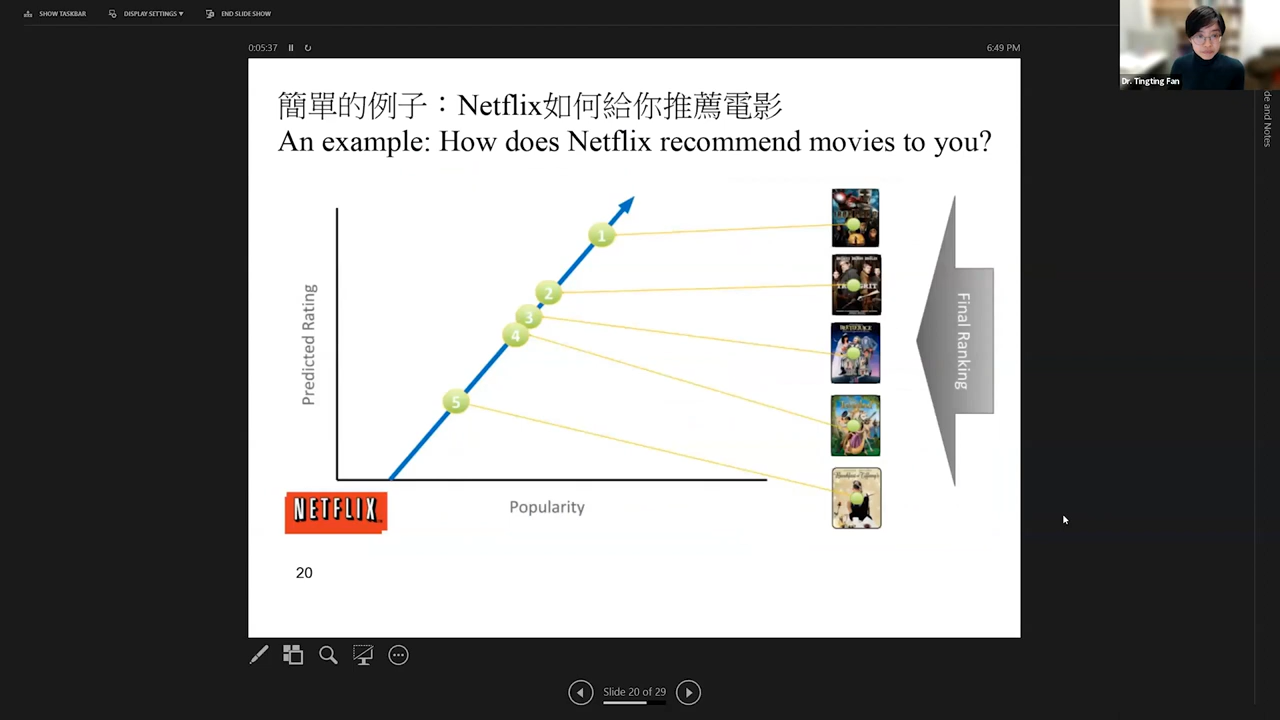 SHOW TASKBAR
DISPLAY SETTINGS ▾
END SLIDE SHOW
0:05:37
6:49 PM
Dr. Tingting Fan
de and Notes
簡單的例子：Netflix如何給你推薦電影
An example: How does Netflix recommend movies to you?
Predicted Rating
1
2
3
4
5
Final Ranking
NETFLIX
Popularity
20
Slide 20 of 29